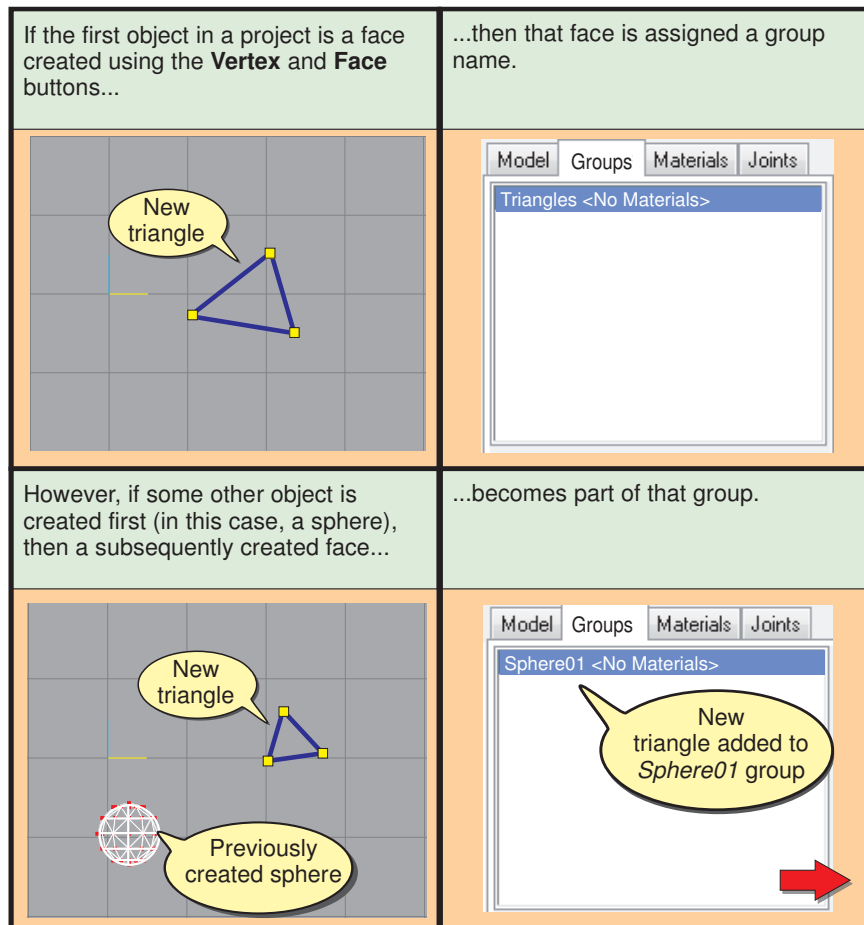 If the first object in a project is a face
created using the Vertex and Face
buttons...
...then that face is assigned a group
name.
New
triangle
Model Groups Materials Joints
Triangles <No Materials>
However, if some other object is
created first (in this case, a sphere),
then a subsequently created face...
...becomes part of that group.
New
triangle
Previously
created sphere
Model Groups Materials Joints
Sphere01 <No Materials>
New
triangle added to
Sphere01 group